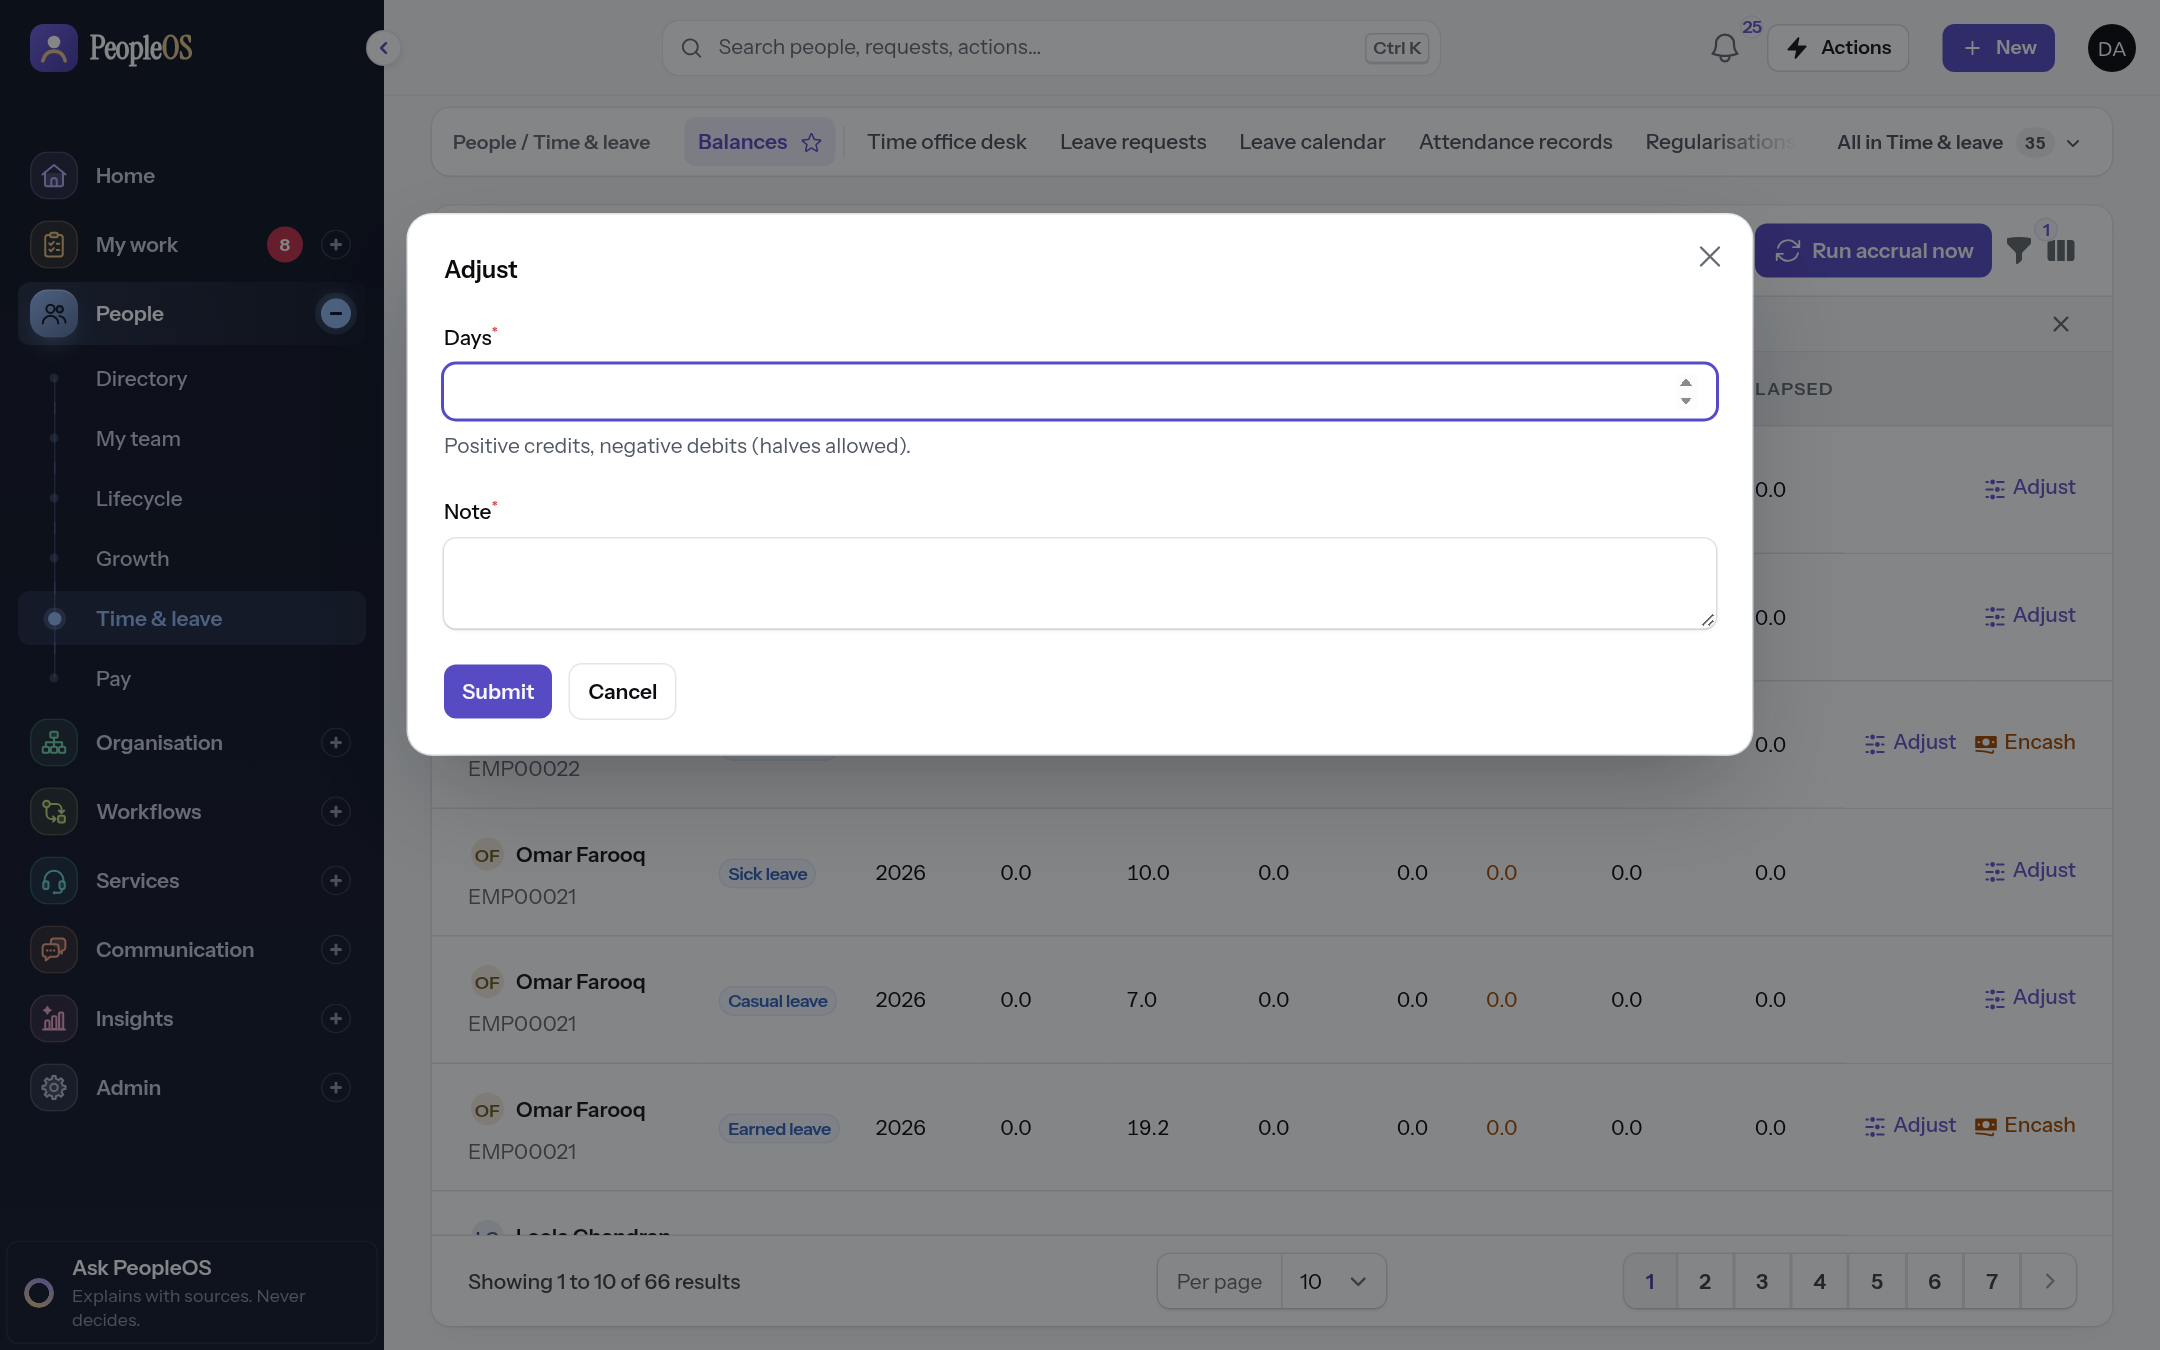 PeopleOS
Search people, requests, actions...
Ctrl K
25
Actions
New
DA
Home
My work
8
People
Directory
My team
Lifecycle
Growth
Time & leave
Pay
Organisation
Workflows
Services
Communication
Insights
Admin
Ask PeopleOS
Explains with sources. Never
decides.
People / Time & leave
Balances
Time office desk
Leave requests
Leave calendar
Attendance records
Regularisations
All in Time & leave
35
Run accrual now
1
Adjust
Days*
Positive credits, negative debits (halves allowed).
Note*
Submit
Cancel
LAPSED
0.0 Adjust
0.0 Adjust
0.0 Adjust Encash
EMP00022
OF Omar Farooq
EMP00021
Sick leave 2026 0.0 10.0 0.0 0.0 0.0 0.0 0.0 Adjust
OF Omar Farooq
EMP00021
Casual leave 2026 0.0 7.0 0.0 0.0 0.0 0.0 0.0 Adjust
OF Omar Farooq
EMP00021
Earned leave 2026 0.0 19.2 0.0 0.0 0.0 0.0 0.0 Adjust Encash
Showing 1 to 10 of 66 results
Per page 10
1 2 3 4 5 6 7